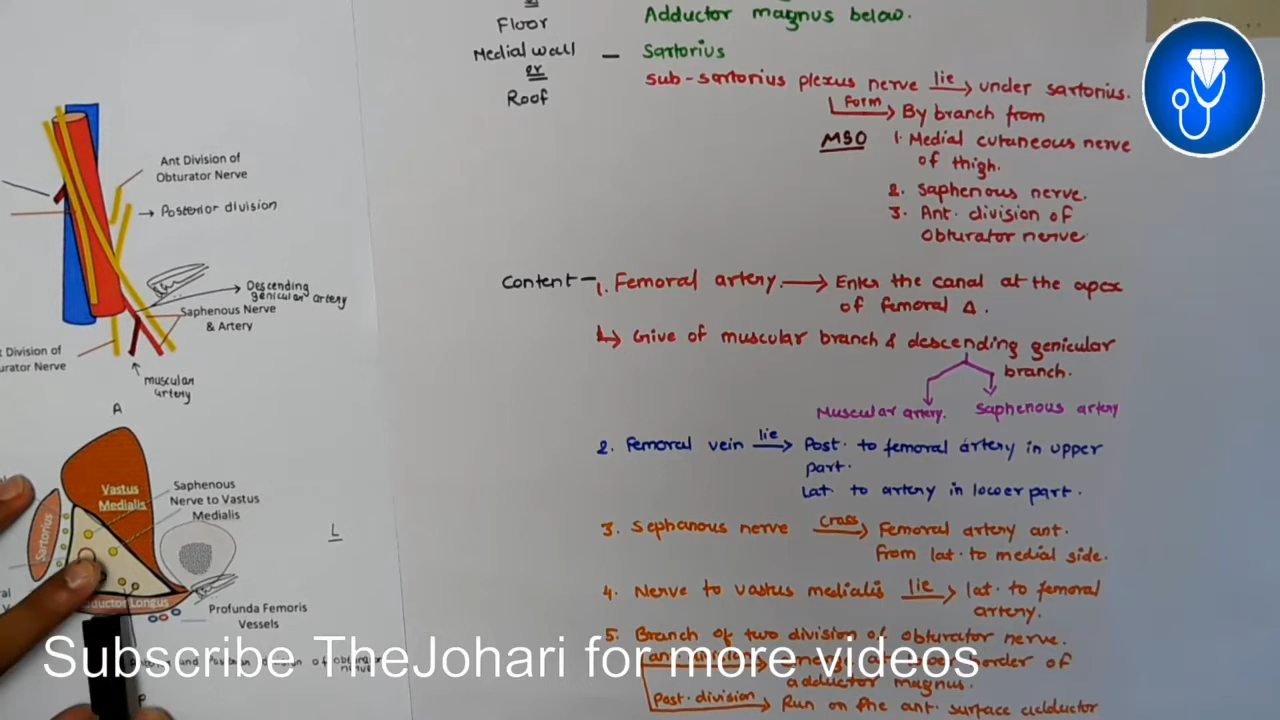 Floor
Adductor magnus below.
Medial wall
or
Roof
— Sartorius
sub-sartorius plexus nerve lie → under sartorius.
Form → By branch from
MSO 1. Medial cutaneous nerve
of thigh.
2. Saphenous nerve.
3. Ant. division of
obturator nerve
Content – 1. Femoral artery. → Enter the canal at the apex
of femoral Δ.
↳ Give of muscular branch & descending genicular
branch.
Muscular artery. Saphenous artery
2. Femoral vein lie → Post. to femoral artery in upper
part.
Lat. to artery in lower part.
3. Sephanous nerve Cross → Femoral artery ant.
from lat. to medial side.
4. Nerve to vastus medialis lie → lat. to femoral
artery.
5. Branch of two division of obturator nerve.
order of
adductor magnus.
Post. division → Run on the ant. surface adductor
Ant Division of
Obturator Nerve
→ Posterior division
Descending
genicular artery
Saphenous Nerve
& Artery
Division of
Nerve
muscular
artery
A
Vastus
Medialis
Saphenous
Nerve to Vastus
Medialis
Sartorius
L
Longus
Profunda Femoris
Vessels
Subscribe TheJohari for more videos